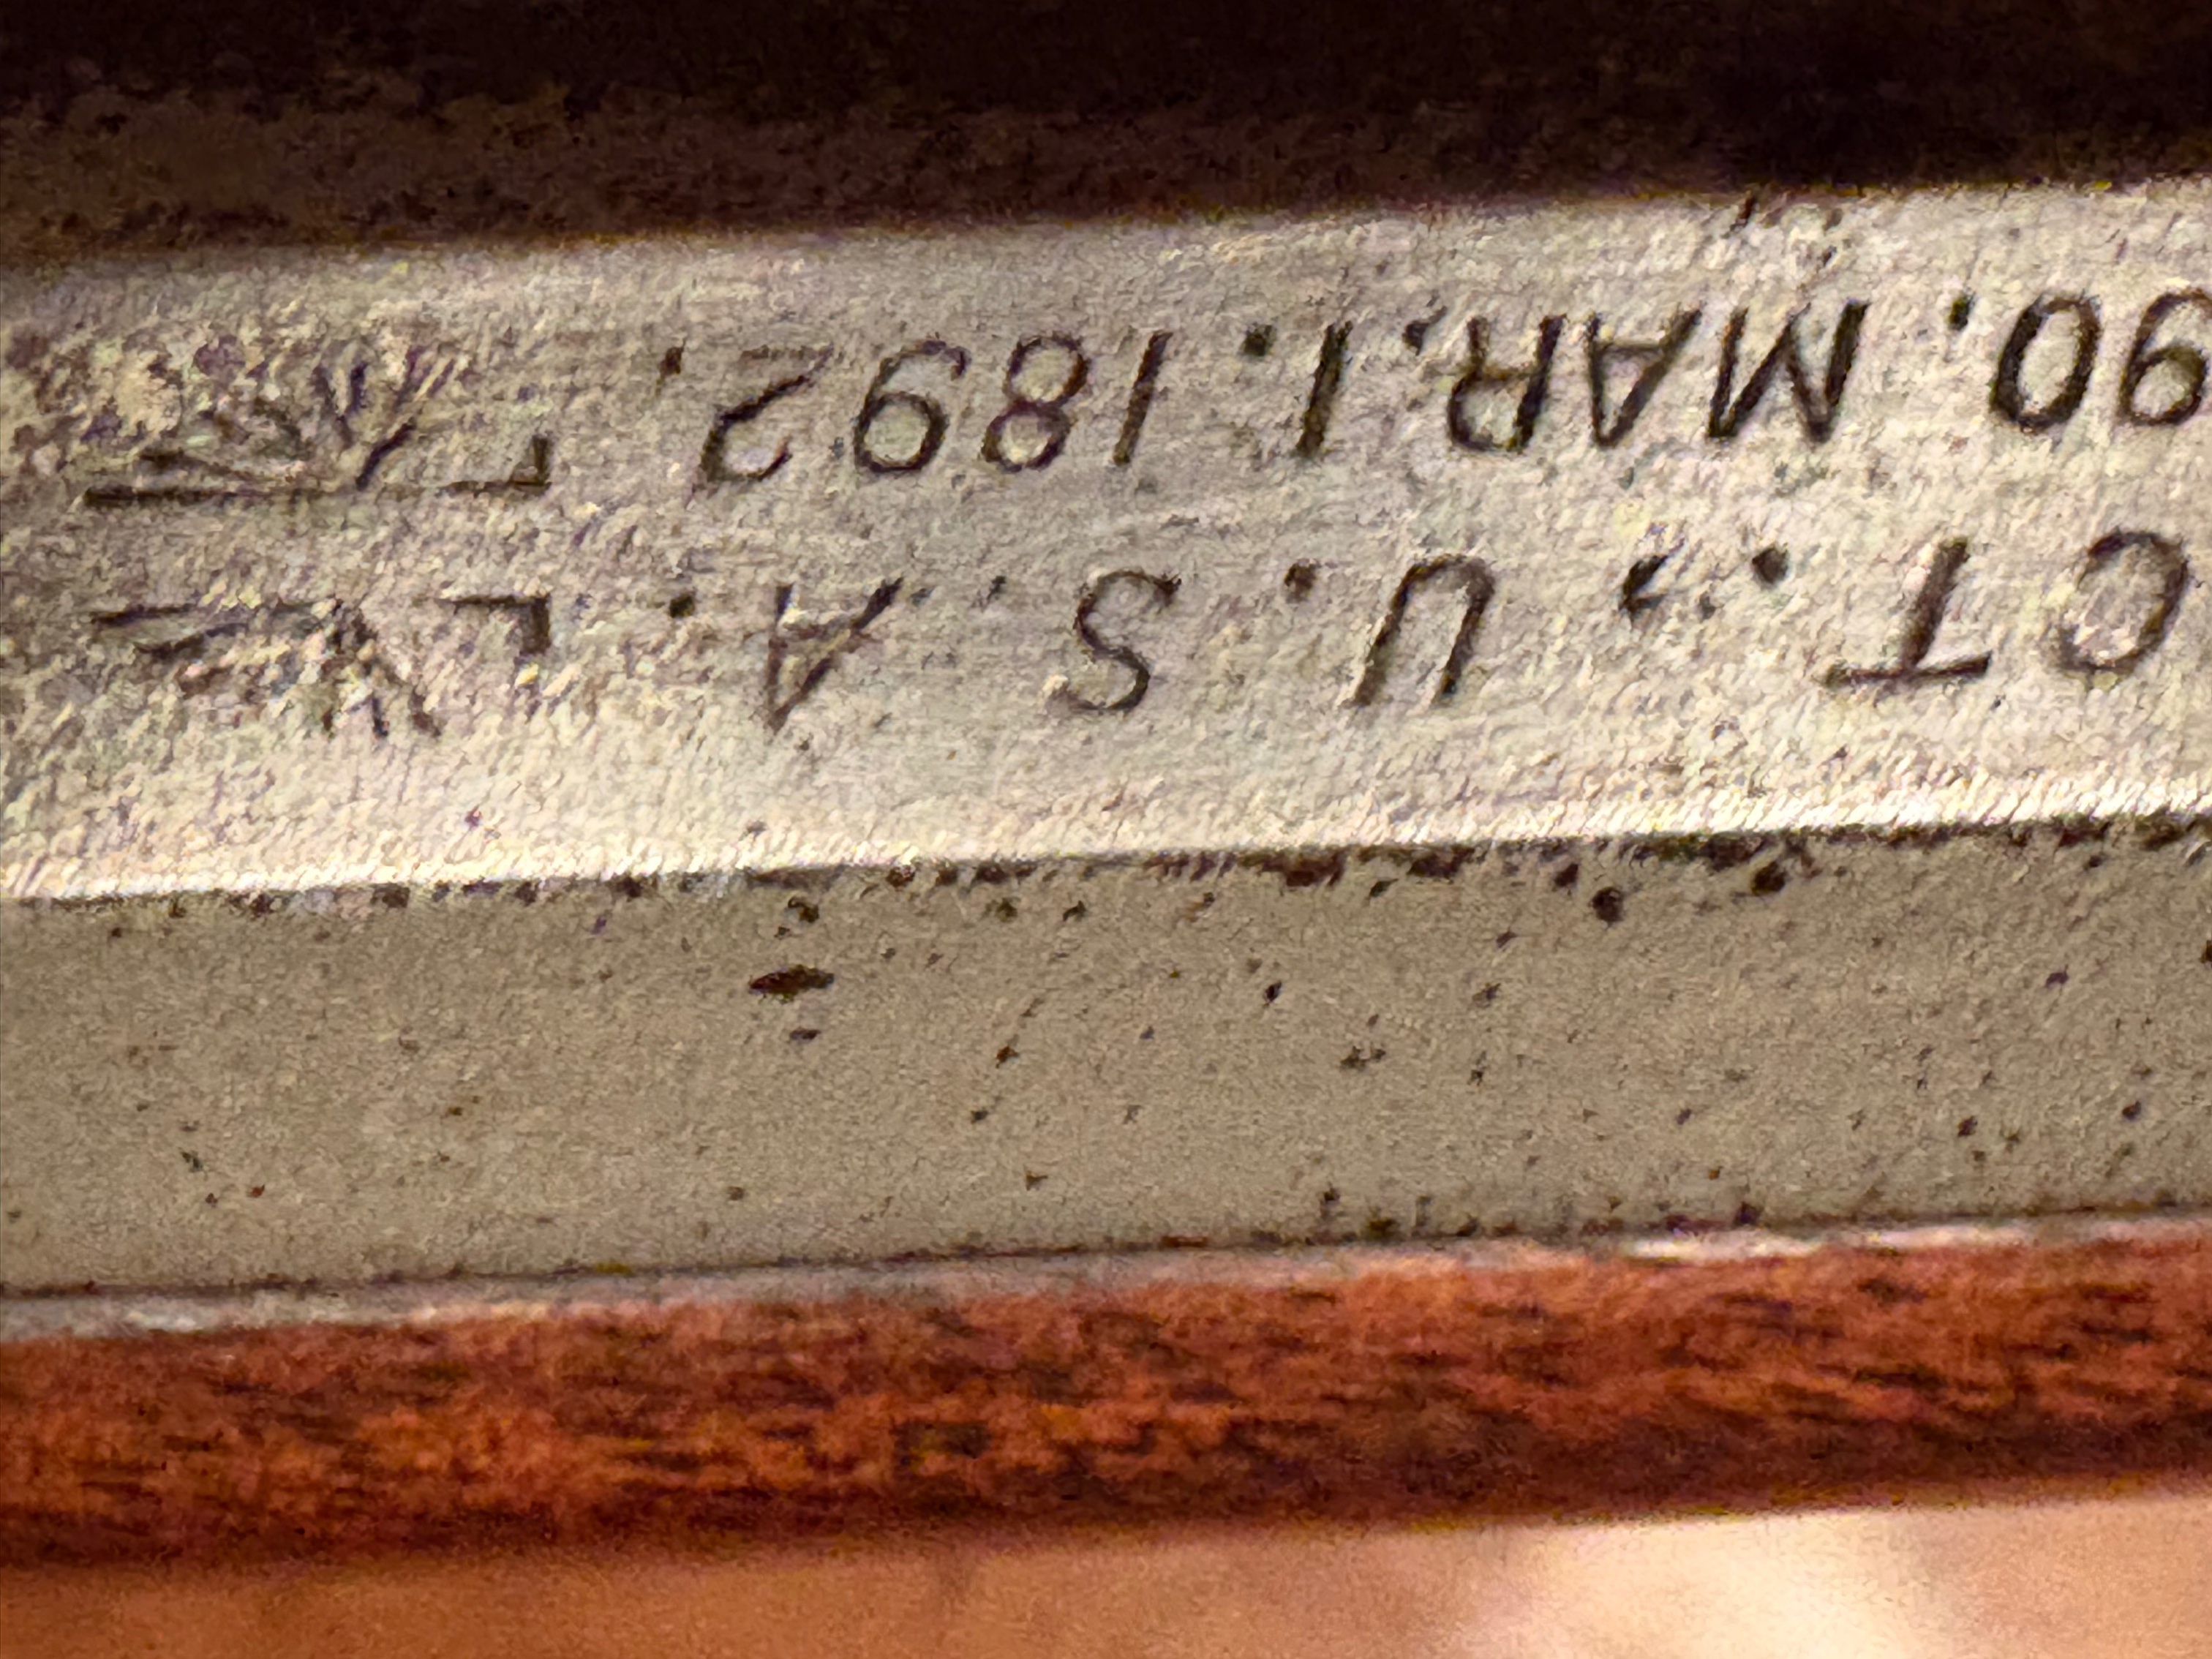 CT., U. S. A.
90. MAR.1.1892.